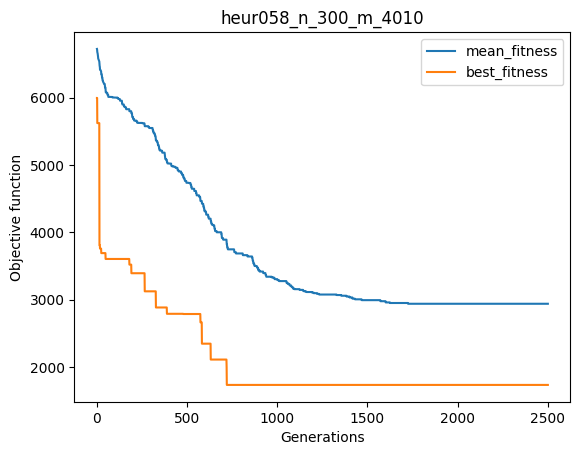 heur058_n_300_m_4010
mean_fitness
best_fitness
Objective function
6000
5000
4000
3000
2000
0 500 1000 1500 2000 2500
Generations